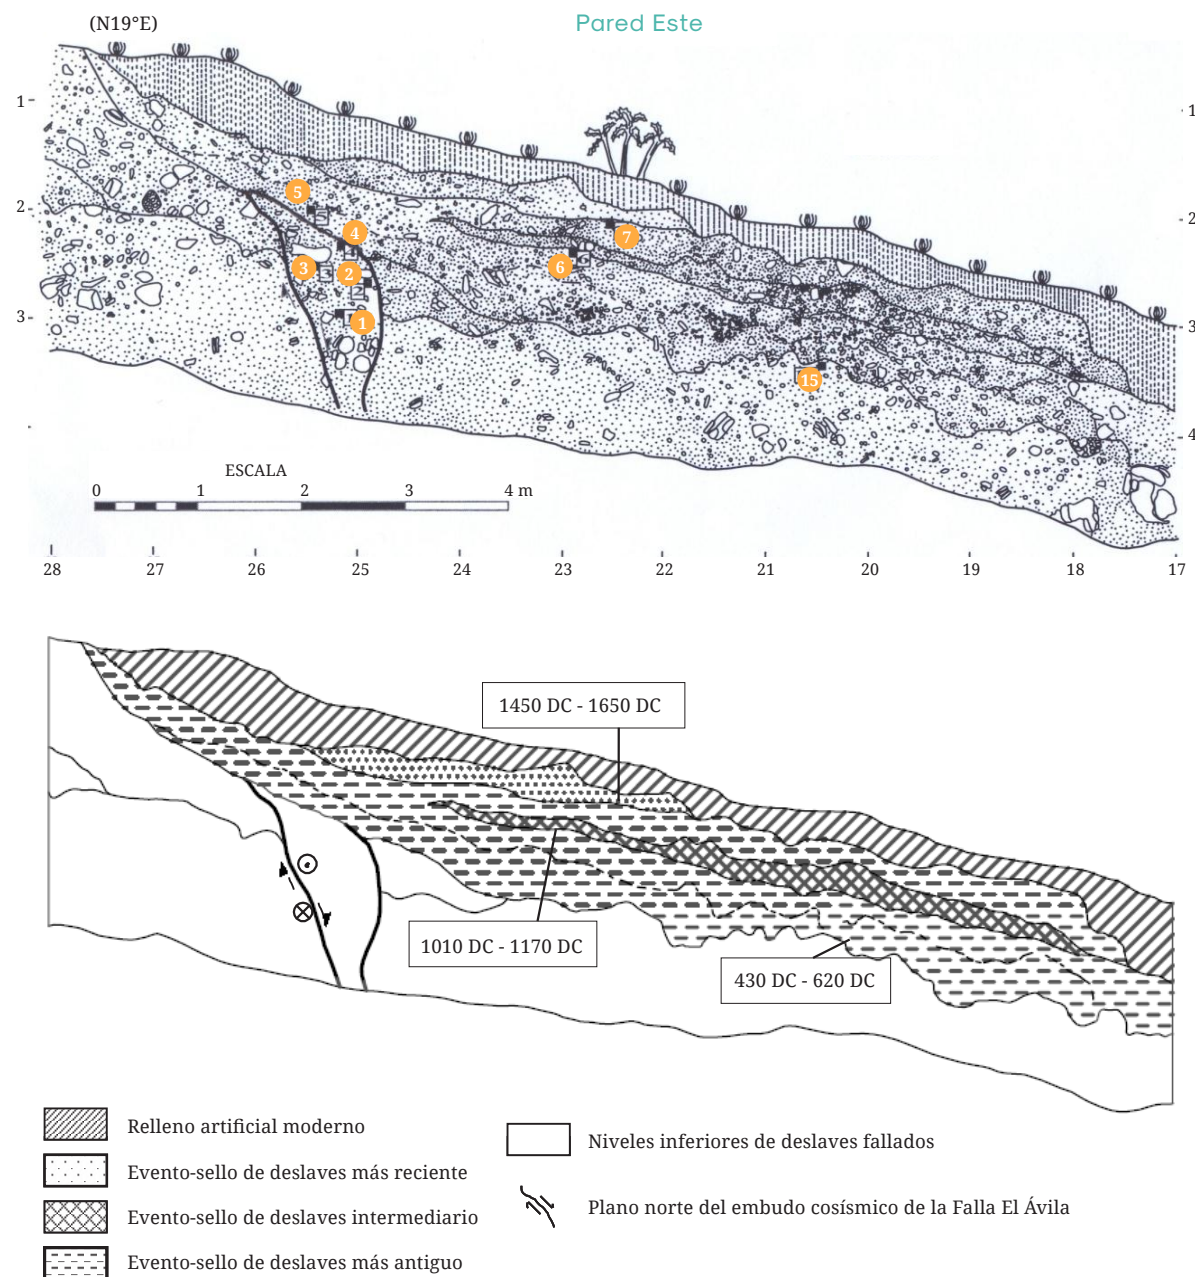 (N19°E)
Pared Este
1
2
3
1
2
3
4
5
4
3
2
1
7
6
15
ESCALA
0 1 2 3 4 m
28 27 26 25 24 23 22 21 20 19 18 17
1450 DC - 1650 DC
1010 DC - 1170 DC
430 DC - 620 DC
Relleno artificial moderno
Evento-sello de deslaves más reciente
Evento-sello de deslaves intermediario
Evento-sello de deslaves más antiguo
Niveles inferiores de deslaves fallados
Plano norte del embudo cosísmico de la Falla El Ávila